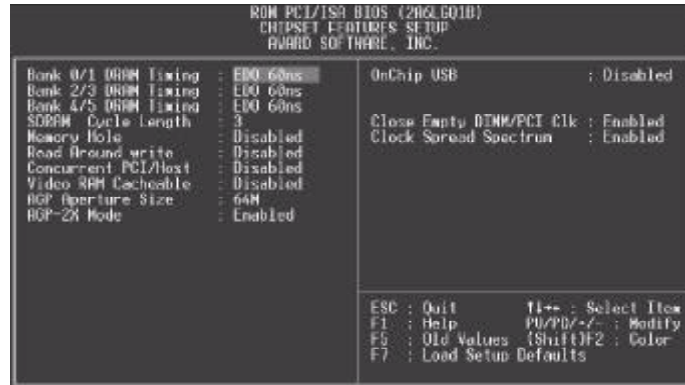 ROM PCI/ISA BIOS (2A6LGQ1B)
CHIPSET FEATURES SETUP
AWARD SOFTWARE, INC.
Bank 0/1 DRAM Timing : EDO 60ns
Bank 2/3 DRAM Timing : EDO 60ns
Bank 4/5 DRAM Timing : EDO 60ns
SDRAM Cycle Length : 3
Memory Hole : Disabled
Read Around write : Disabled
Concurrent PCI/Host : Disabled
Video RAM Cacheable : Disabled
AGP Aperture Size : 64M
AGP-2X Mode : Enabled
OnChip USB : Disabled
Close Empty DIMM/PCI Clk : Enabled
Clock Spread Spectrum : Enabled
ESC : Quit ↑↓→← : Select Item
F1 : Help PU/PD/+/- : Modify
F5 : Old Values (Shift)F2 : Color
F7 : Load Setup Defaults